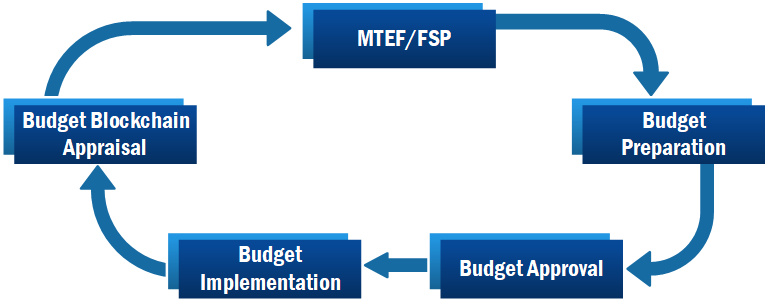 MTEF/FSP
Budget
Preparation
Budget Approval
Budget
Implementation
Budget Blockchain
Appraisal